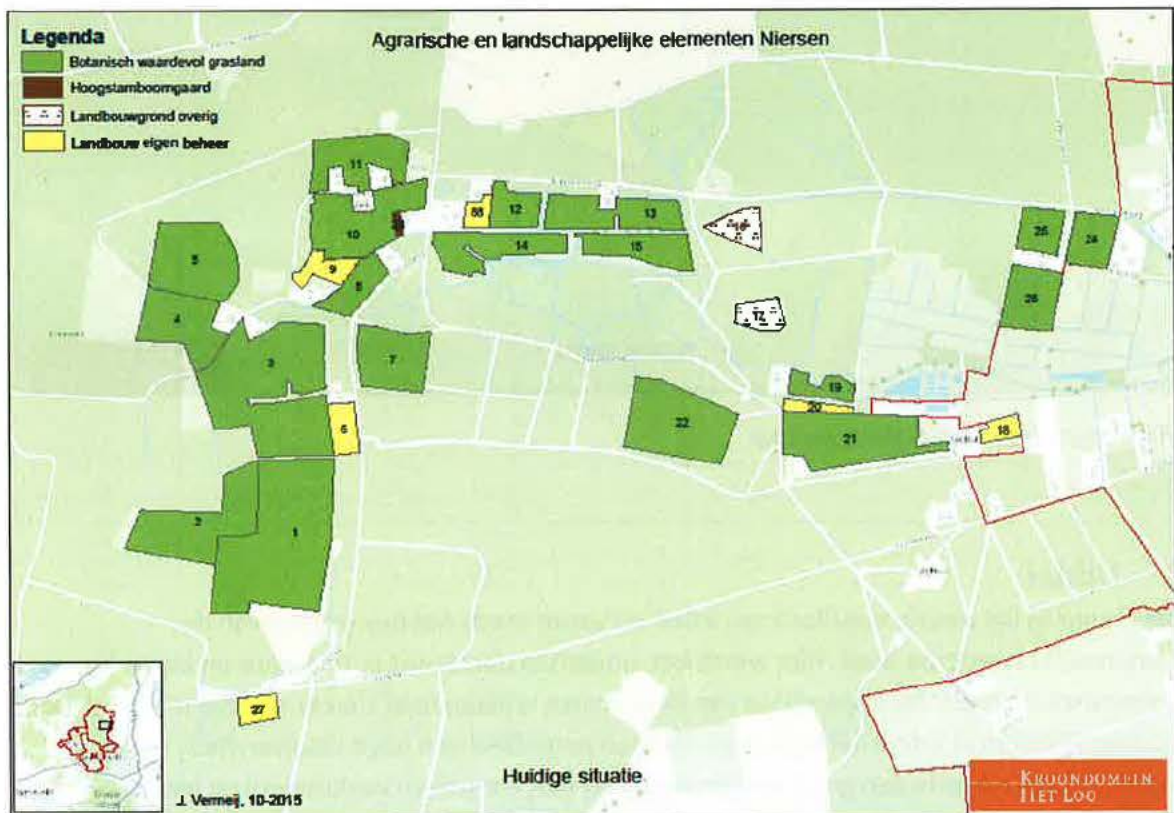 Legenda
Agrarische en landschappelijke elementen Niersen
Botanisch waardevol grasland
Hoogstamboomgaard
Landbouwgrond overig
Landbouw eigen beheer
11
12
13
10
14
15
9
8
5
4
3
7
6
2
1
17
19
20
21
22
18
25
24
26
27
Huidige situatie
J. Vermeij, 10-2015
KROONDOMEIN
HET LOO